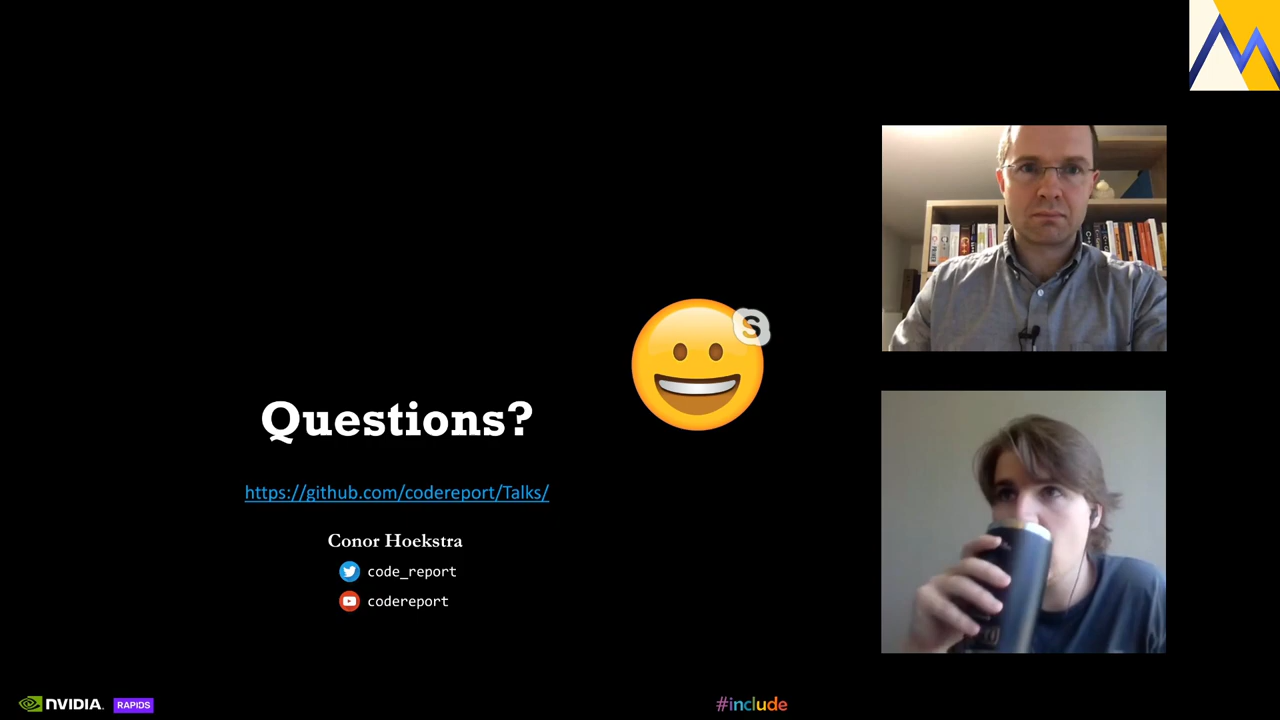 S
Questions?
https://github.com/codereport/Talks/
Conor Hoekstra
code_report
codereport
NVIDIA.
RAPIDS
#include